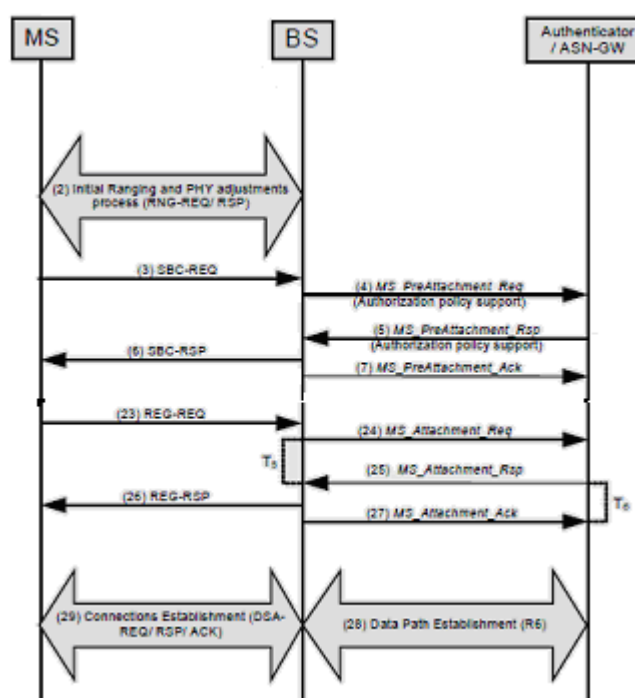 MS
BS
Authenticator
/ ASN-GW
(2) Initial Ranging and PHY adjustments
process (RNG-REQ/ RSP)
(3) SBC-REQ
(4) MS_PreAttachment_Req
(Authorization policy support)
(5) MS_PreAttachment_Rsp
(Authorization policy support)
(6) SBC-RSP
(7) MS_PreAttachment_Ack
(23) REG-REQ
(24) MS_Attachment_Req
T5
(25) MS_Attachment_Rsp
(26) REG-RSP
T6
(27) MS_Attachment_Ack
(29) Connections Establishment (DSA-
REQ/ RSP/ ACK)
(28) Data Path Establishment (R6)